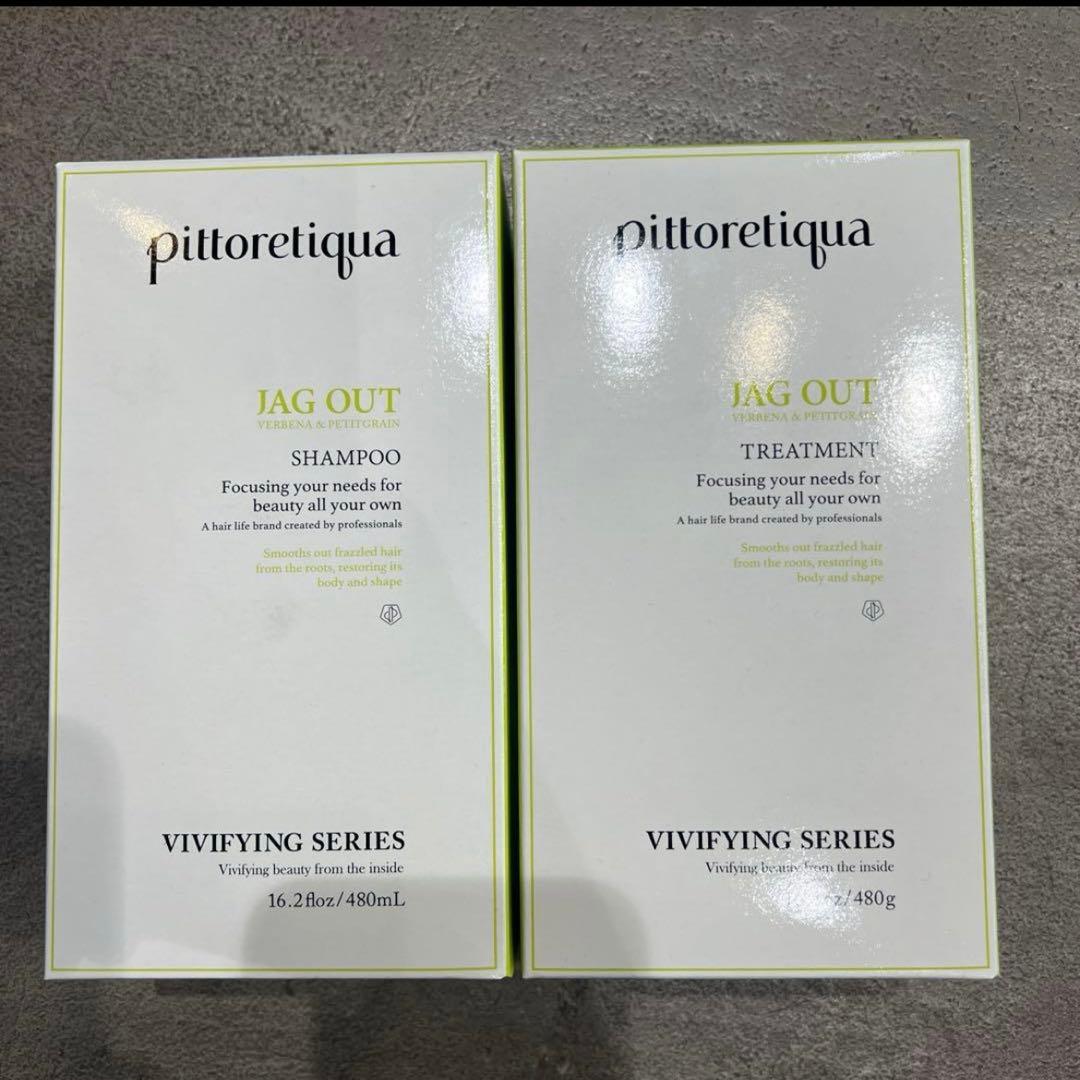 pittoretiqua
JAG OUT
VERBENA & PETITGRAIN
SHAMPOO
Focusing your needs for
beauty all your own
A hair life brand created by professionals
Smooths out frazzled hair
from the roots, restoring its
body and shape
VIVIFYING SERIES
Vivifying beauty from the inside
16.2floz/480mL
pittoretiqua
JAG OUT
VERBENA & PETITGRAIN
TREATMENT
Focusing your needs for
beauty all your own
A hair life brand created by professionals
Smooths out frazzled hair
from the roots, restoring its
body and shape
VIVIFYING SERIES
Vivifying beauty from the inside
oz/480g